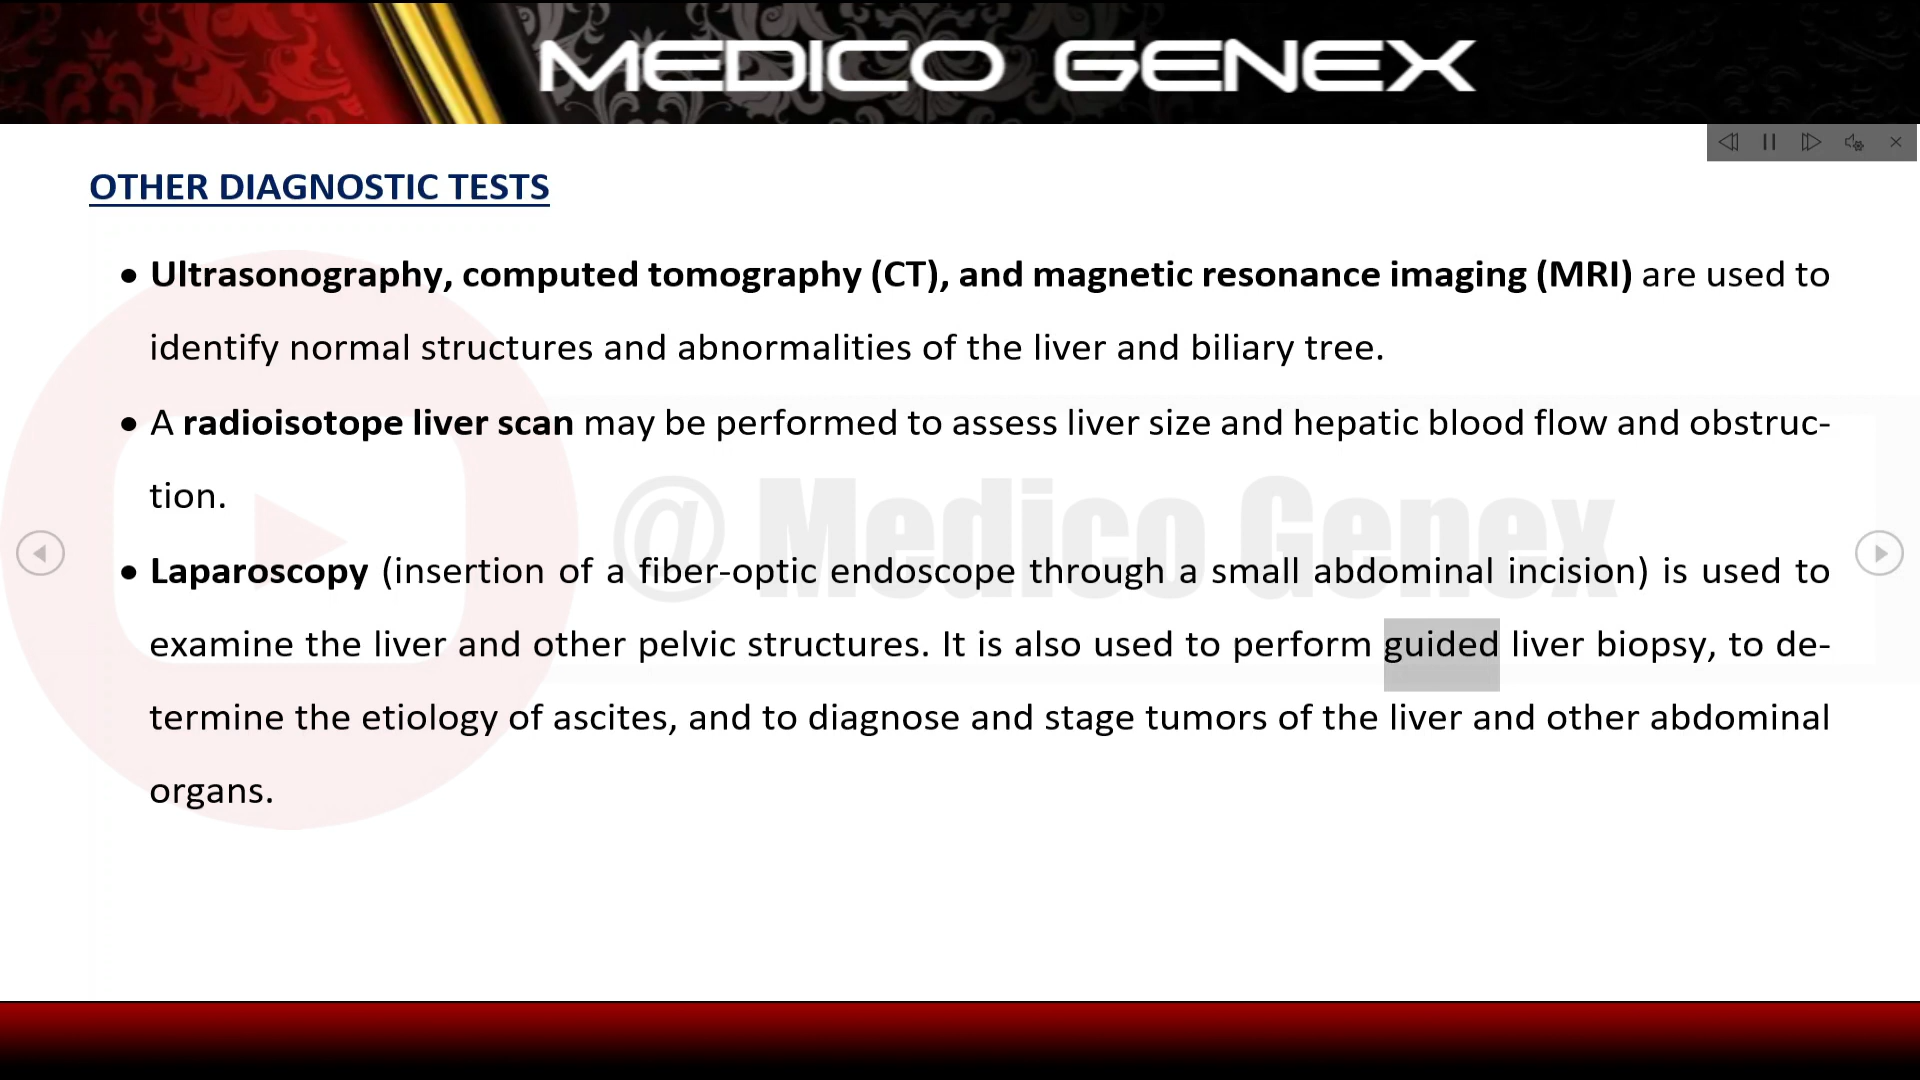 MEDICO GENEX
OTHER DIAGNOSTIC TESTS
• Ultrasonography, computed tomography (CT), and magnetic resonance imaging (MRI) are used to
identify normal structures and abnormalities of the liver and biliary tree.
• A radioisotope liver scan may be performed to assess liver size and hepatic blood flow and obstruc-
tion.
@ Medico Genex
• Laparoscopy (insertion of a fiber-optic endoscope through a small abdominal incision) is used to
examine the liver and other pelvic structures. It is also used to perform guided liver biopsy, to de-
termine the etiology of ascites, and to diagnose and stage tumors of the liver and other abdominal
organs.